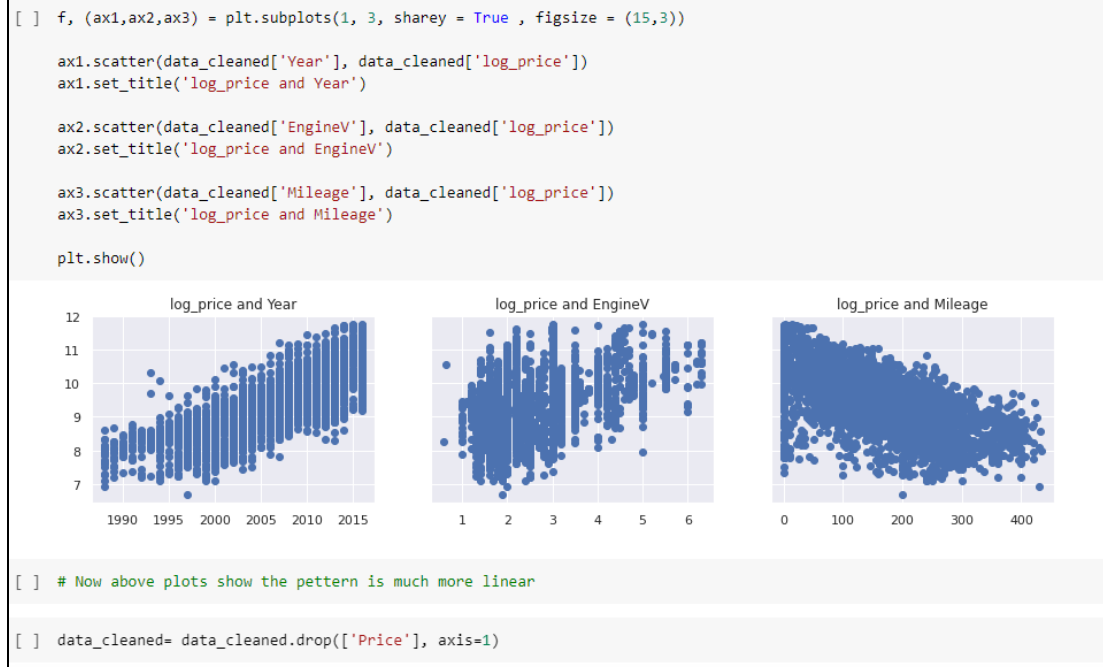 [ ] f, (ax1,ax2,ax3) = plt.subplots(1, 3, sharey = True , figsize = (15,3))
ax1.scatter(data_cleaned['Year'], data_cleaned['log_price'])
ax1.set_title('log_price and Year')
ax2.scatter(data_cleaned['EngineV'], data_cleaned['log_price'])
ax2.set_title('log_price and EngineV')
ax3.scatter(data_cleaned['Mileage'], data_cleaned['log_price'])
ax3.set_title('log_price and Mileage')
plt.show()
log_price and Year
12
11
10
9
8
7
1990 1995 2000 2005 2010 2015
log_price and EngineV
1 2 3 4 5 6
log_price and Mileage
0 100 200 300 400
[ ] # Now above plots show the pettern is much more linear
[ ] data_cleaned= data_cleaned.drop(['Price'], axis=1)